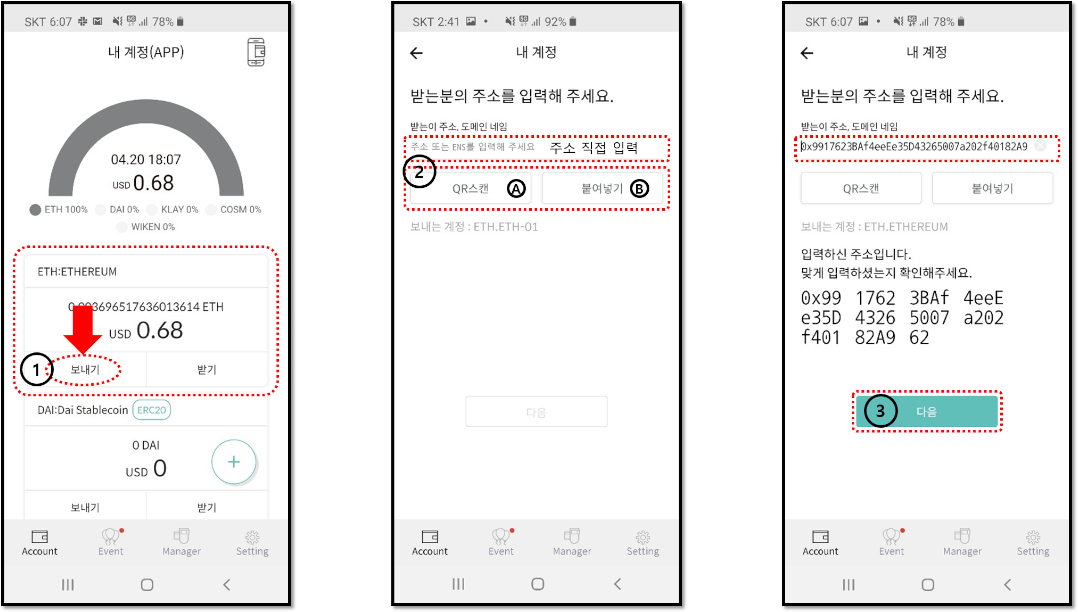 SKT 6:07 78%
내 계정(APP)
04.20 18:07
USD 0.68
ETH 100% DAI 0% KLAY 0% COSM 0%
WIKEN 0%
ETH:ETHEREUM
0.003696517636013614 ETH
USD 0.68
1 보내기 받기
DAI:Dai Stablecoin ERC20
0 DAI
USD 0
+
보내기 받기
Account Event Manager Setting
SKT 2:41 92%
내 계정
받는분의 주소를 입력해 주세요.
받는이 주소, 도메인 네임
주소 또는 ENS를 입력해 주세요 주소 직접 입력
2
QR스캔 A 붙여넣기 B
보내는 계정 : ETH.ETH-01
다음
Account Event Manager Setting
SKT 6:07 78%
내 계정
받는분의 주소를 입력해 주세요.
받는이 주소, 도메인 네임
0x9917623BAf4eeEe35D43265007a202f40182A9
QR스캔 붙여넣기
보내는 계정 : ETH.ETHEREUM
입력하신 주소입니다.
맞게 입력하셨는지 확인해주세요.
0x99 1762 3BAf 4eeE
e35D 4326 5007 a202
f401 82A9 62
3 다음
Account Event Manager Setting